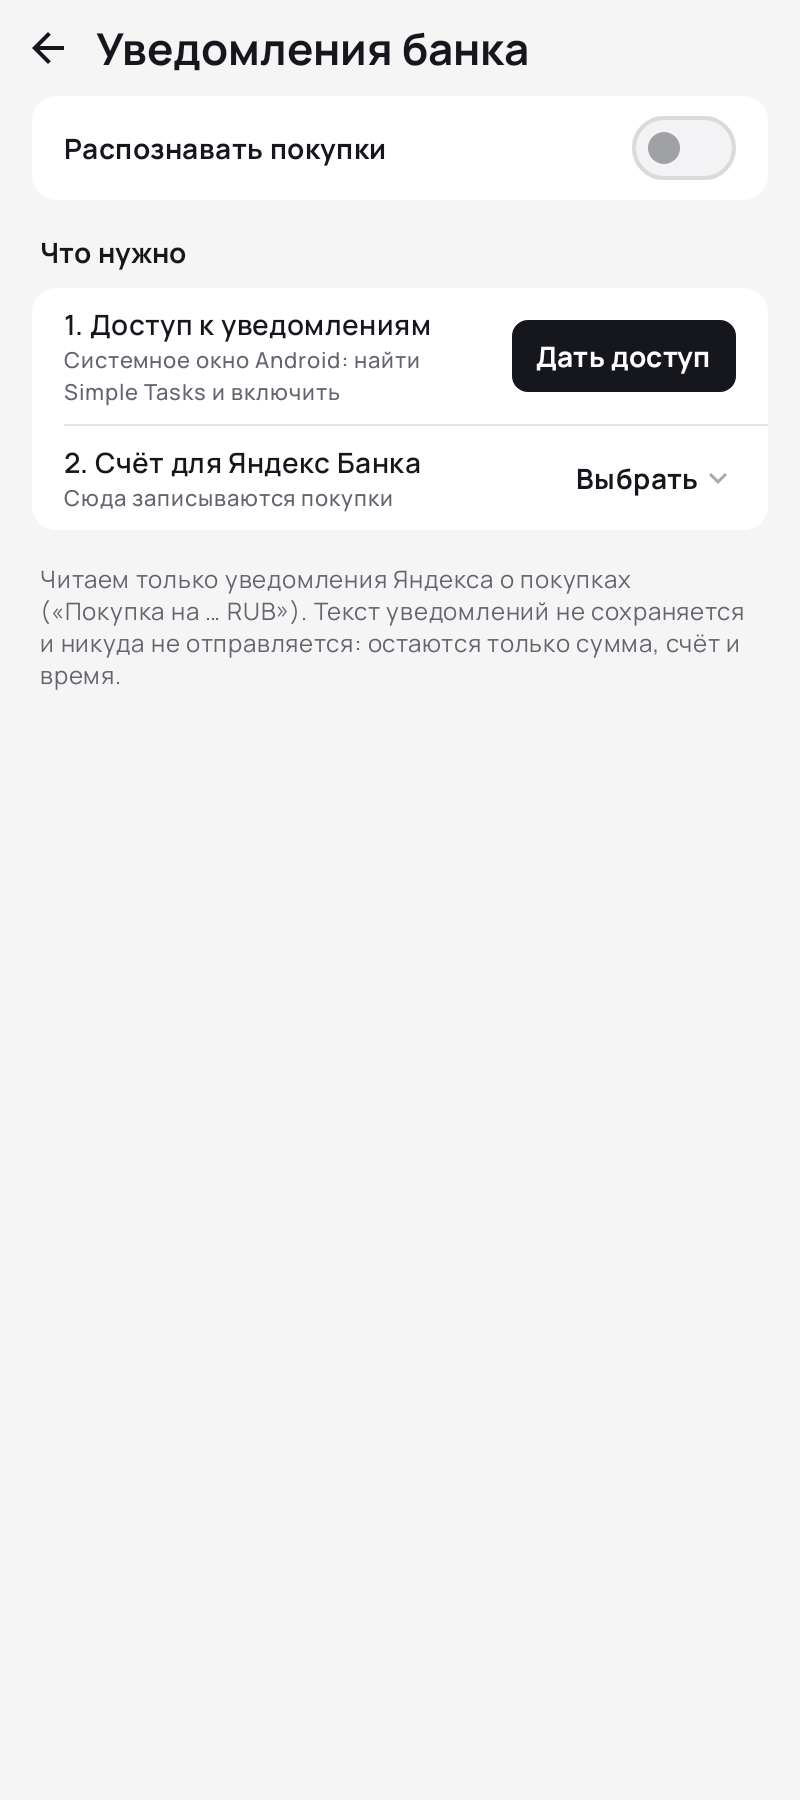 Уведомления банка
Распознавать покупки
Что нужно
1. Доступ к уведомлениям
Системное окно Android: найти
Simple Tasks и включить
Дать доступ
2. Счёт для Яндекс Банка
Сюда записываются покупки
Выбрать
Читаем только уведомления Яндекса о покупках
(«Покупка на … RUB»). Текст уведомлений не сохраняется
и никуда не отправляется: остаются только сумма, счёт и
время.